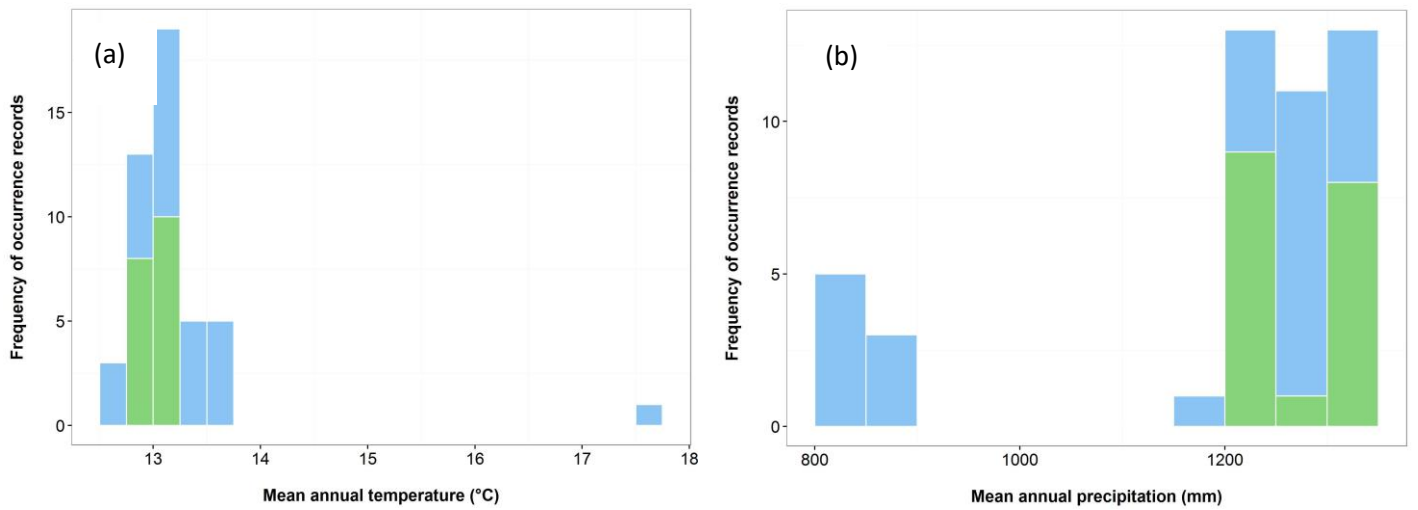 (a)
Frequency of occurrence records
15
10
5
0
13 14 15 16 17 18
Mean annual temperature (°C)
(b)
Frequency of occurrence records
10
5
0
800 1000 1200
Mean annual precipitation (mm)